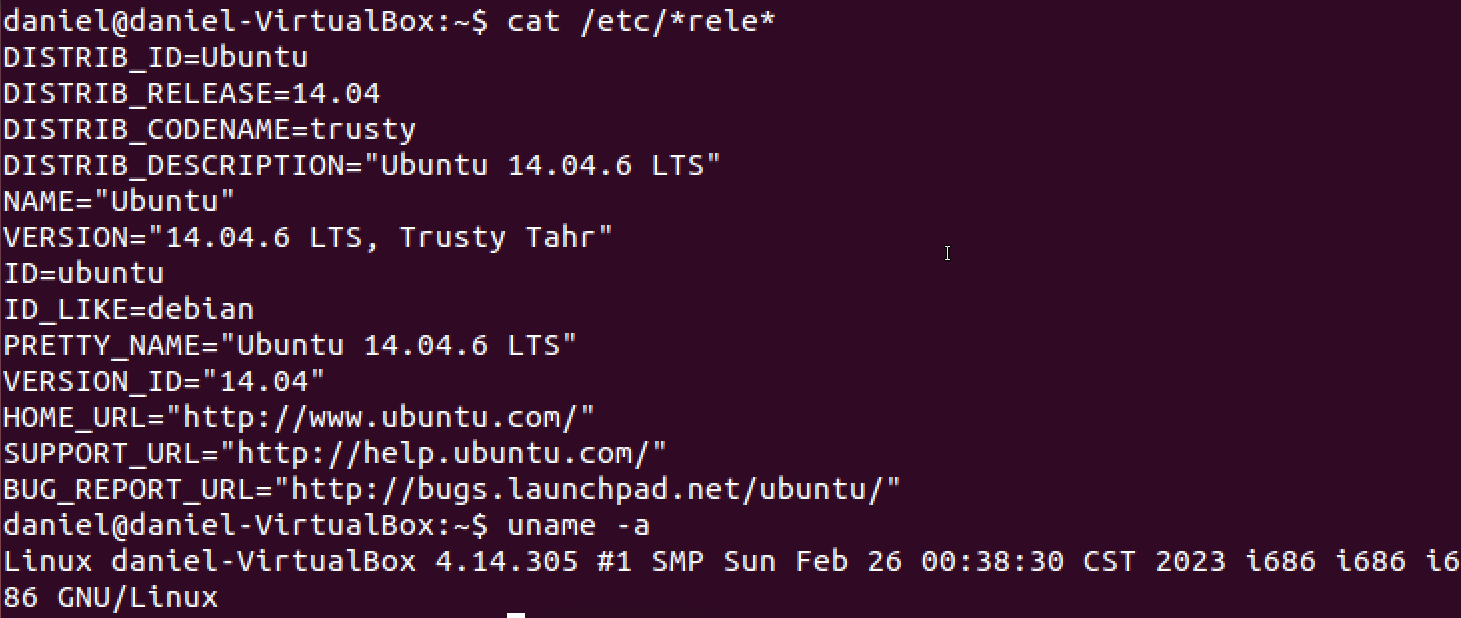 daniel@daniel-VirtualBox:~$ cat /etc/*rele*
DISTRIB_ID=Ubuntu
DISTRIB_RELEASE=14.04
DISTRIB_CODENAME=trusty
DISTRIB_DESCRIPTION="Ubuntu 14.04.6 LTS"
NAME="Ubuntu"
VERSION="14.04.6 LTS, Trusty Tahr"
ID=ubuntu
ID_LIKE=debian
PRETTY_NAME="Ubuntu 14.04.6 LTS"
VERSION_ID="14.04"
HOME_URL="http://www.ubuntu.com/"
SUPPORT_URL="http://help.ubuntu.com/"
BUG_REPORT_URL="http://bugs.launchpad.net/ubuntu/"
daniel@daniel-VirtualBox:~$ uname -a
Linux daniel-VirtualBox 4.14.305 #1 SMP Sun Feb 26 00:38:30 CST 2023 i686 i686 i6
86 GNU/Linux